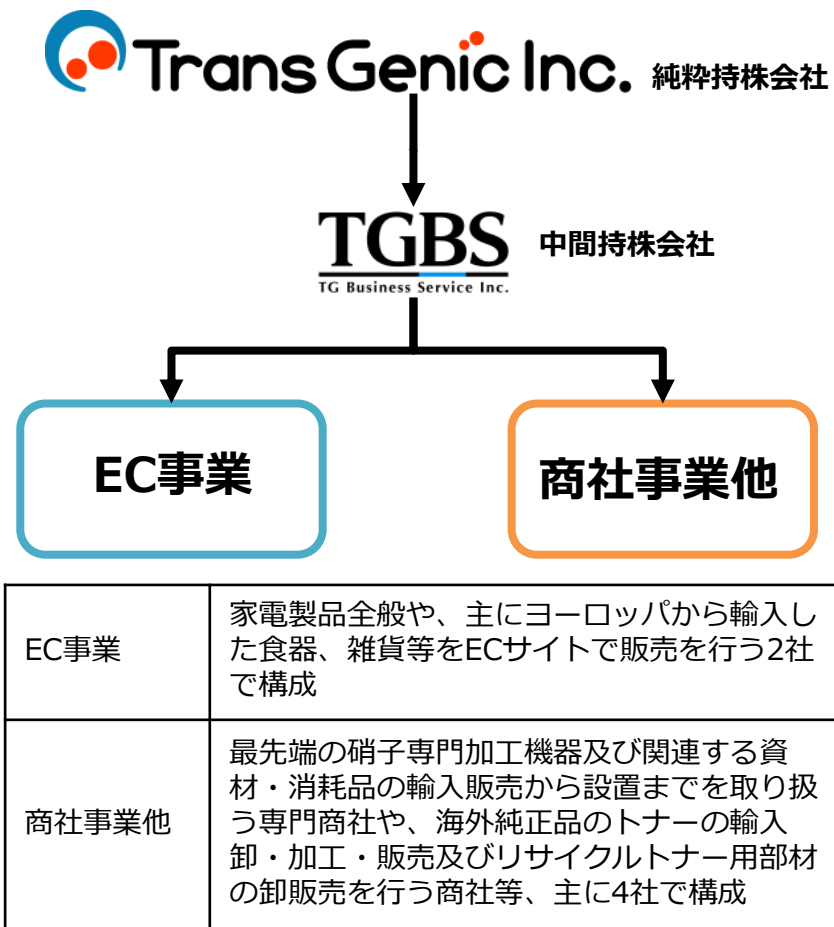 Trans Genic Inc. 純粋持株会社
TGBS 中間持株会社
TG Business Service Inc.
EC事業
商社事業他
EC事業
家電製品全般や、主にヨーロッパから輸入し
た食器、雑貨等をECサイトで販売を行う2社
で構成
商社事業他
最先端の硝子専門加工機器及び関連する資
材・消耗品の輸入販売から設置までを取り扱
う専門商社や、海外純正品のトナーの輸入
卸・加工・販売及びリサイクルトナー用部材
の卸販売を行う商社等、主に4社で構成